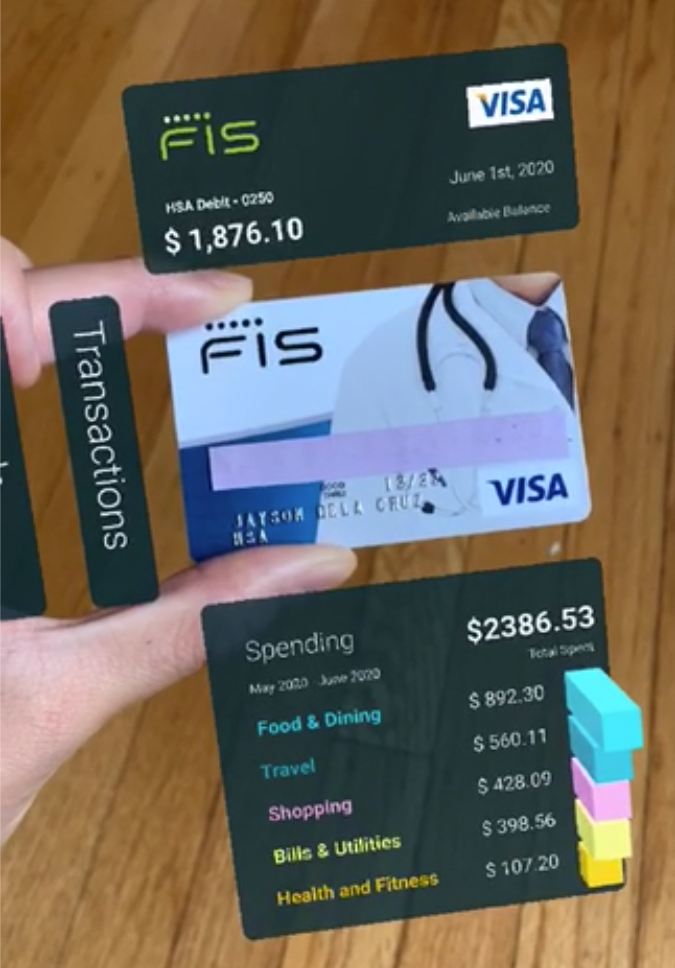 FIS
VISA
June 1st, 2020
HSA Debit - 0250
$ 1,876.10
Available Balance
Transactions
FIS
GOOD
THRU
VISA
JAYSON DELA CRUZ
HSA
Spending
$2386.53
Total Spent
May 2020 - June 2020
Food & Dining $ 892.30
Travel $ 560.11
Shopping $ 428.09
Bills & Utilities $ 398.56
Health and Fitness $ 107.20